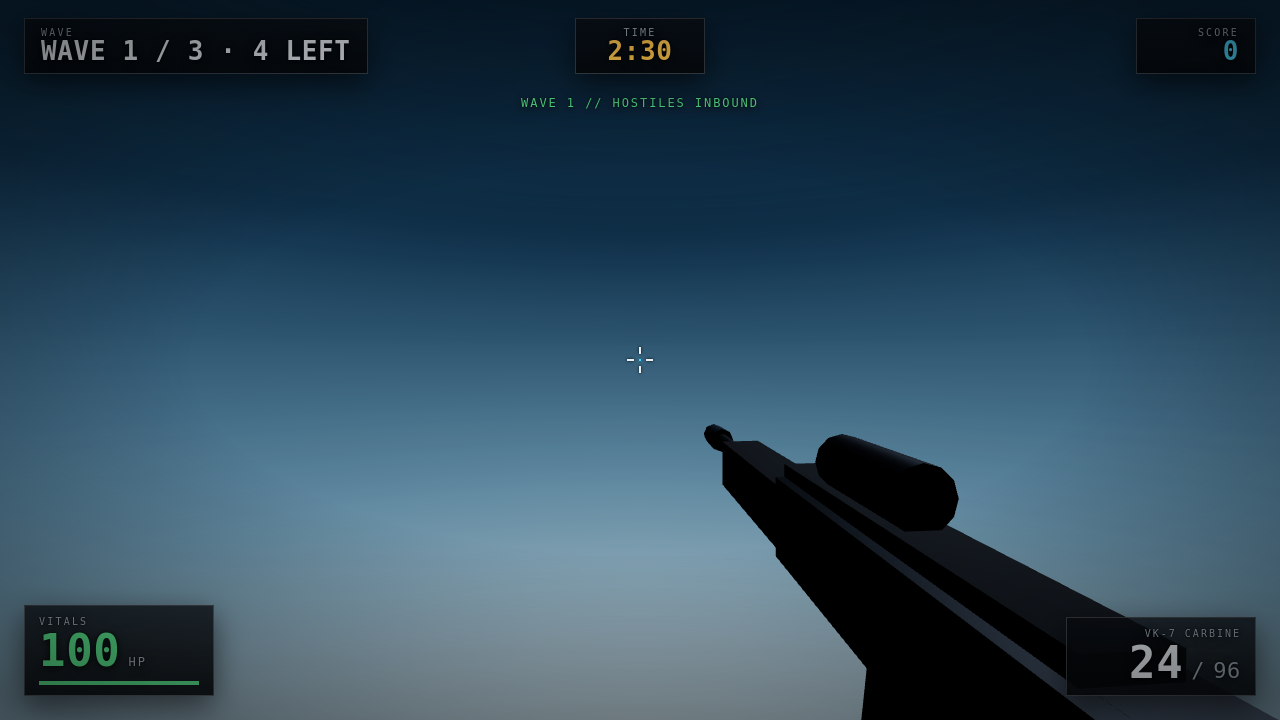 WAVE
WAVE 1 / 3 · 4 LEFT
TIME
2:30
SCORE
0
WAVE 1 // HOSTILES INBOUND
VITALS
100 HP
VK-7 CARBINE
24 / 96